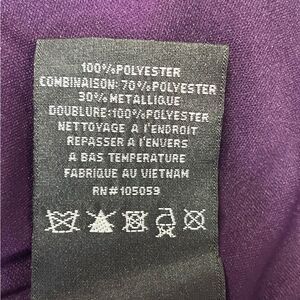 100%POLYESTER
COMBINAISON: 70%POLYESTER
30%METALLIQUE
DOUBLURE:100%POLYESTER
NETTOYAGE A l'ENDROIT
REPASSER A l'ENVERS
A BAS TEMPERATURE
FABRIQUE AU VIETNAM
RN#105059